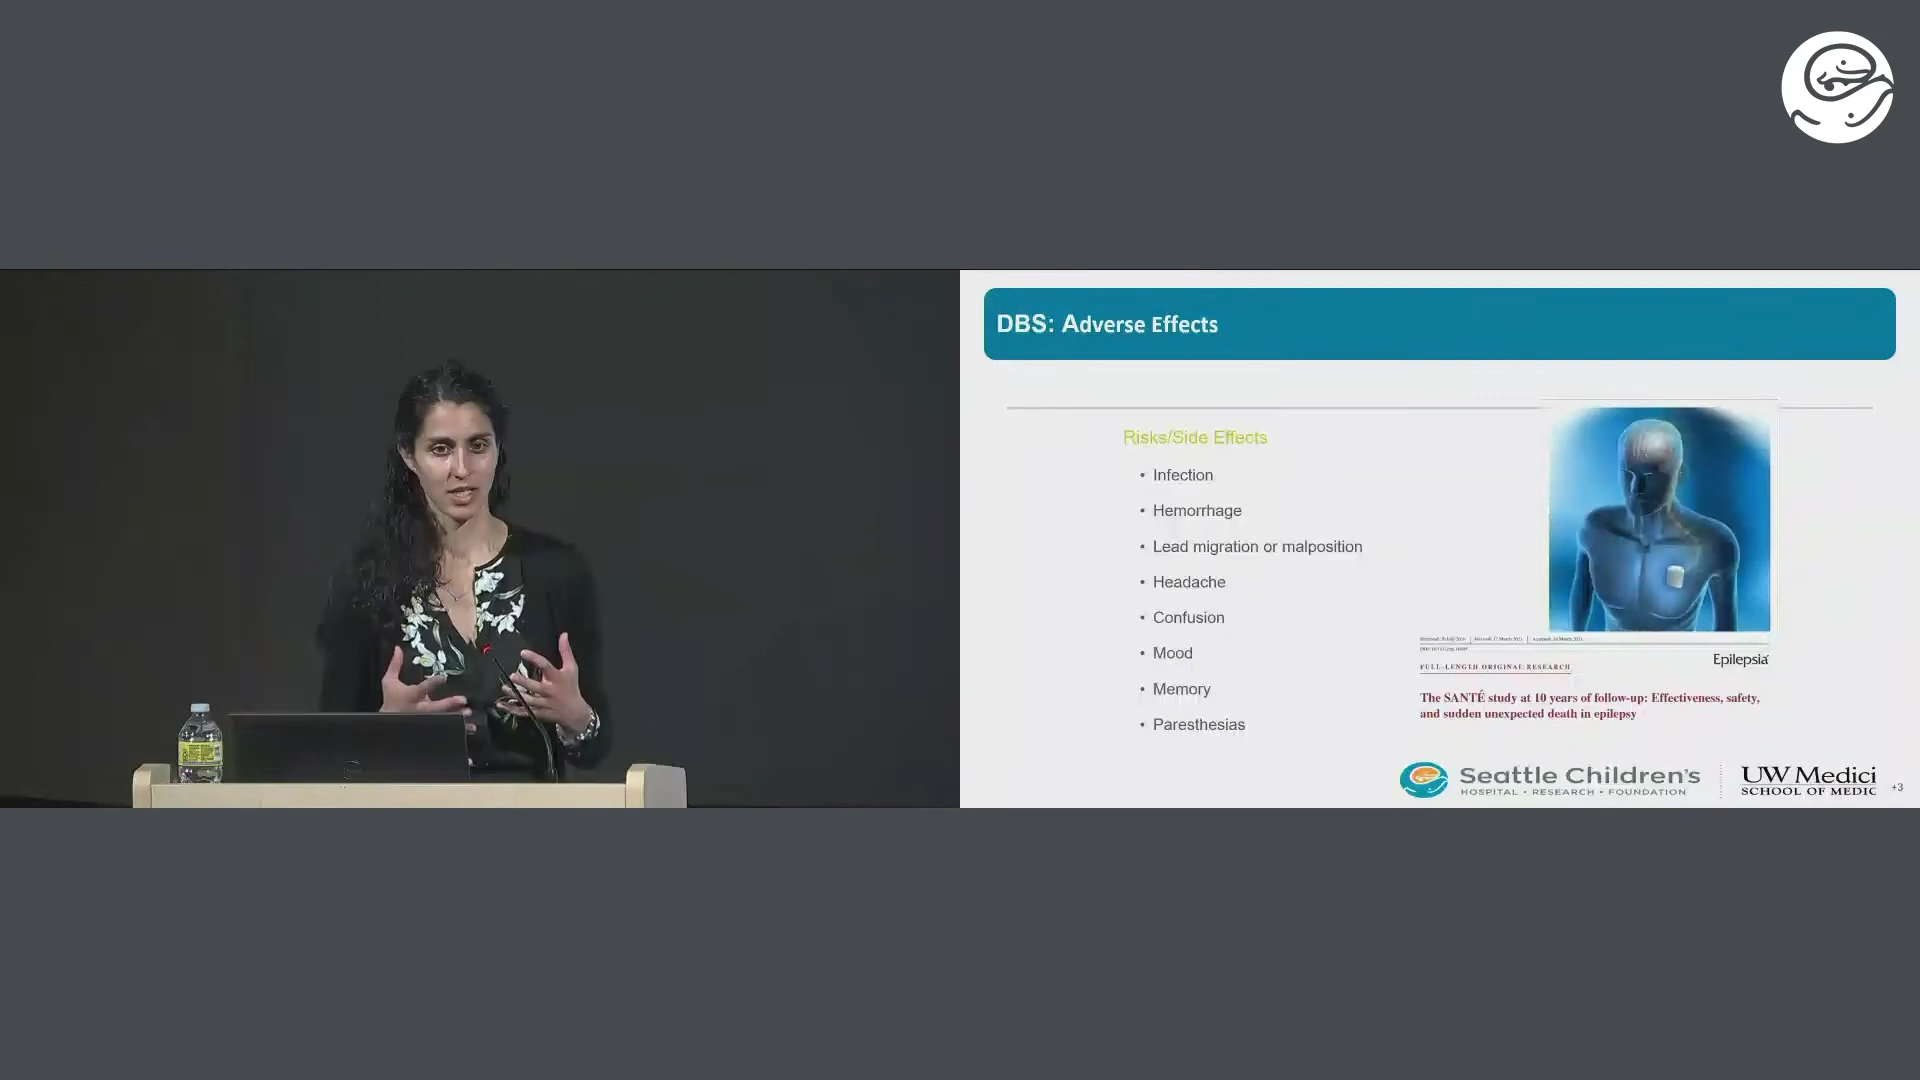 DBS: Adverse Effects
Risks/Side Effects
• Infection
• Hemorrhage
• Lead migration or malposition
• Headache
• Confusion
• Mood
• Memory
• Paresthesias
Epilepsia
FULL-LENGTH ORIGINAL RESEARCH
The SANTÉ study at 10 years of follow-up: Effectiveness, safety,
and sudden unexpected death in epilepsy
Seattle Children's
HOSPITAL • RESEARCH • FOUNDATION
UW Medici
SCHOOL OF MEDIC
+3